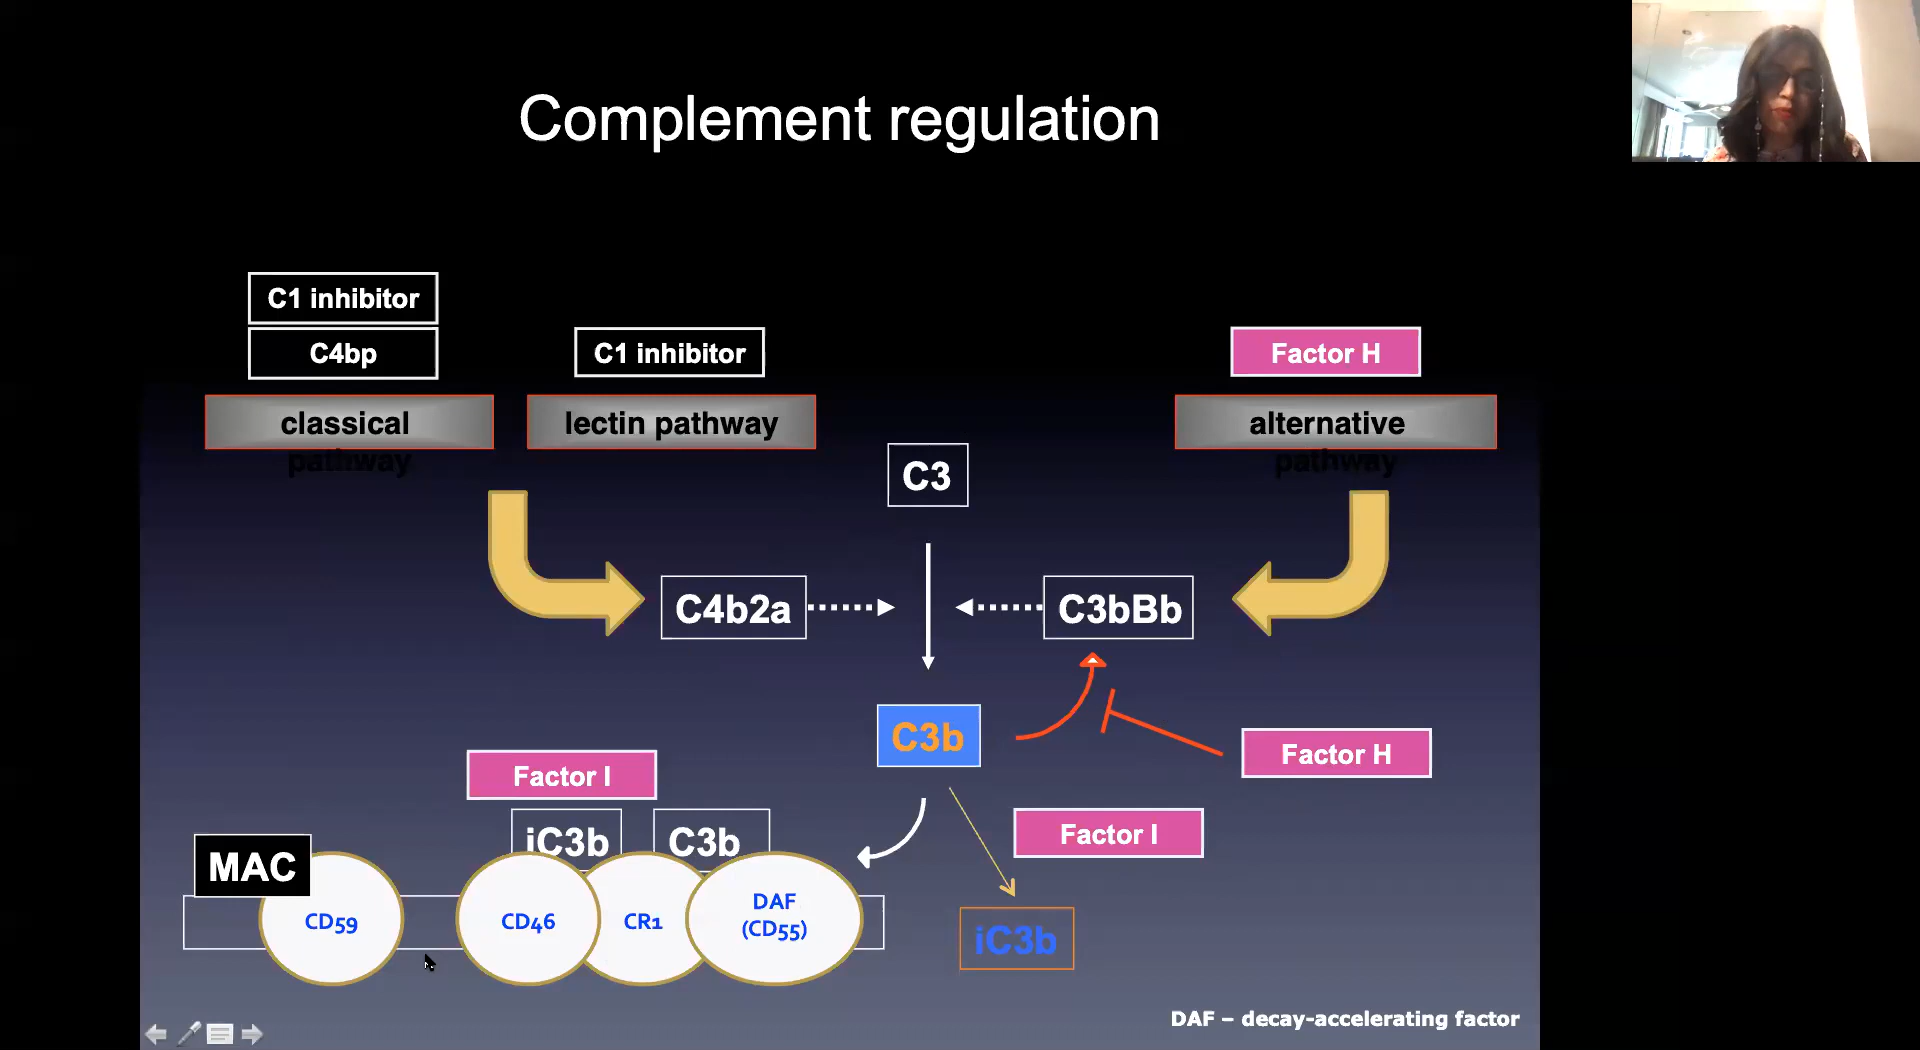 Complement regulation
C1 inhibitor
C4bp
C1 inhibitor
Factor H
classical
pathway
lectin pathway
alternative
pathway
C3
C4b2a
C3bBb
C3b
Factor H
Factor I
Factor I
iC3b
C3b
MAC
CD59
CD46
CR1
DAF
(CD55)
iC3b
DAF – decay-accelerating factor